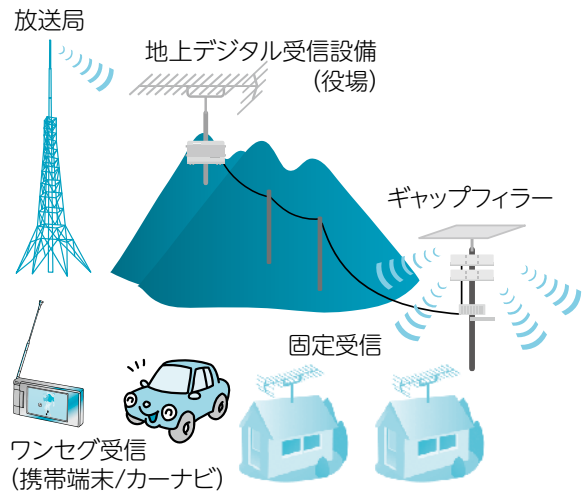 放送局
地上デジタル受信設備
(役場)
ギャップフィラー
固定受信
ワンセグ受信
(携帯端末/カーナビ)